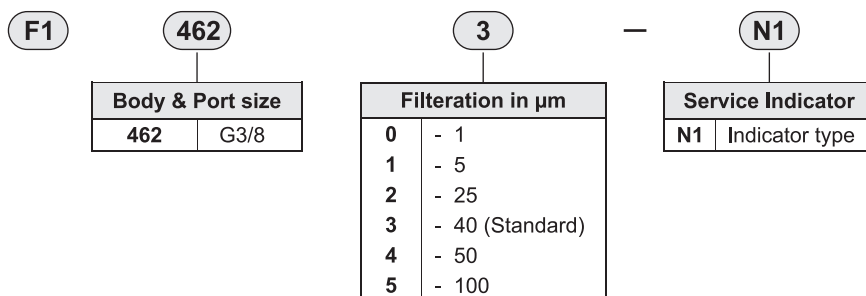 F1 462 3 — N1
Body & Port size
462 G3/8
Filteration in µm
0 - 1
1 - 5
2 - 25
3 - 40 (Standard)
4 - 50
5 - 100
Service Indicator
N1 Indicator type